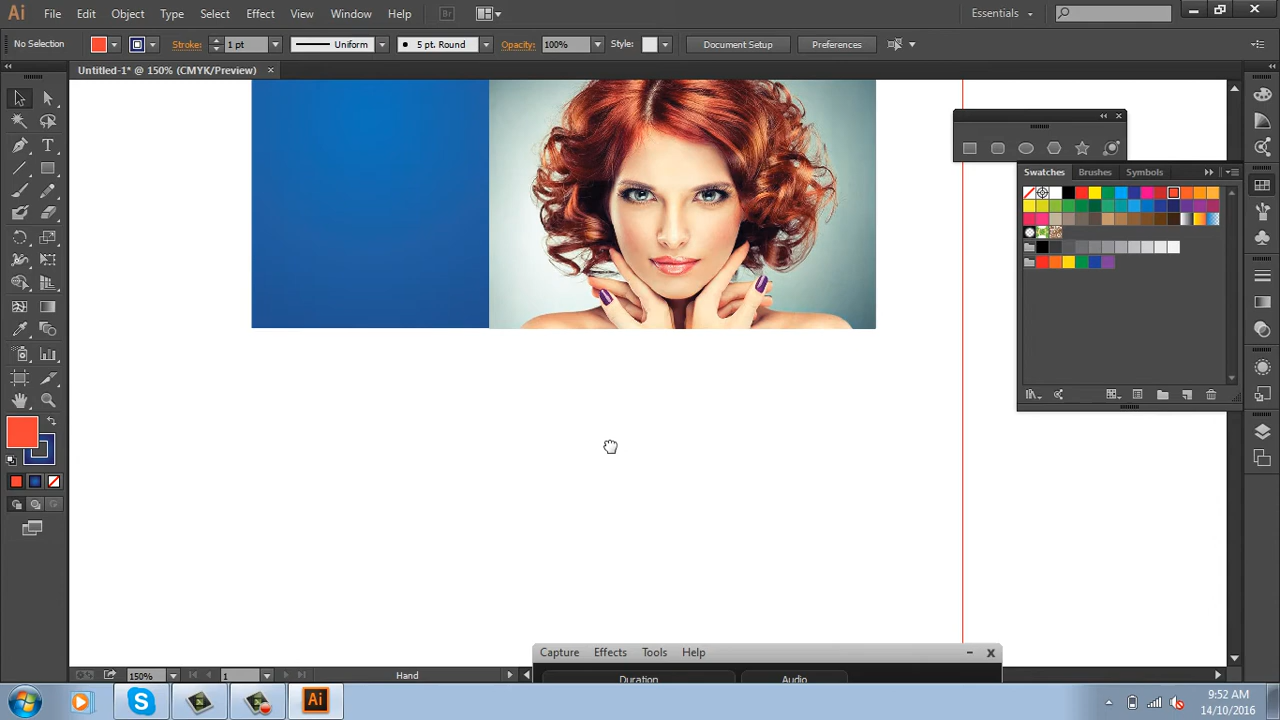 Ai File Edit Object Type Select Effect View Window Help Br Essentials
No Selection Stroke: 1 pt Uniform 5 pt. Round Opacity: 100% Style: Document Setup Preferences
Untitled-1* @ 150% (CMYK/Preview)
Swatches Brushes Symbols
T
Capture Effects Tools Help
150% 1 Hand
Duration Audio
S Ai
9:52 AM
14/10/2016